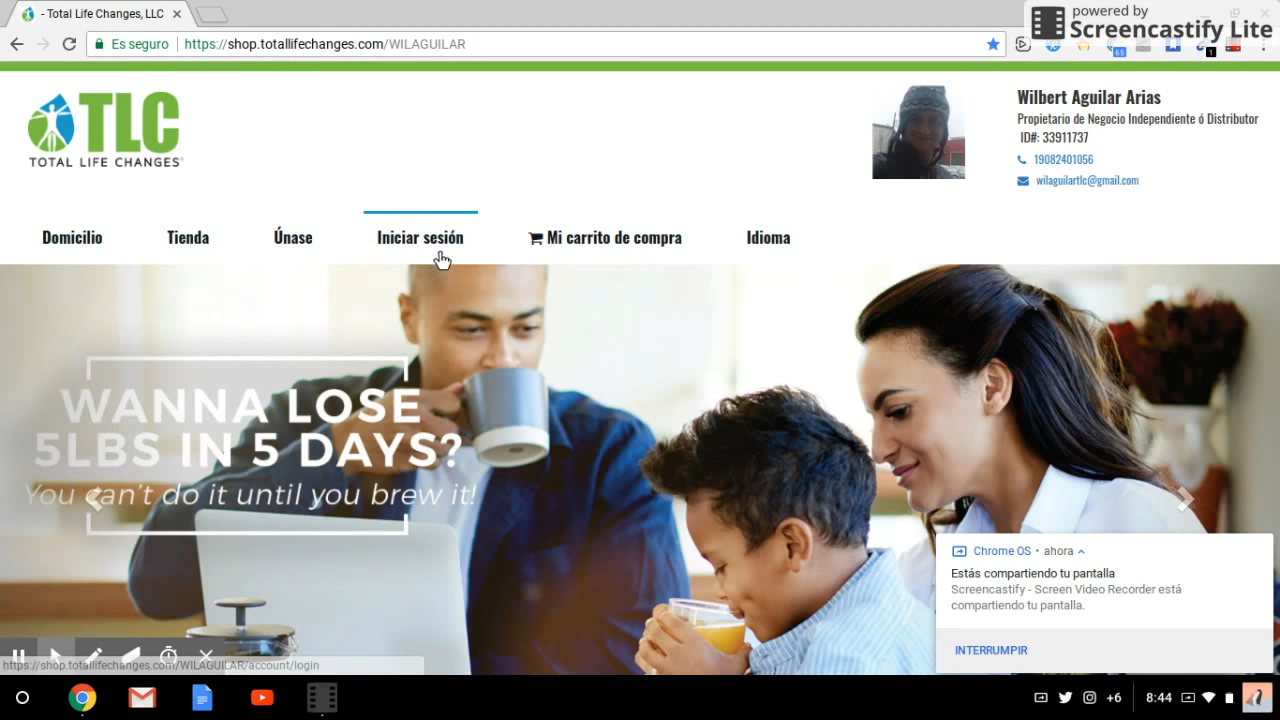 - Total Life Changes, LLC
powered by
Screencastify Lite
Es seguro
https://shop.totallifechanges.com/WILAGUILAR
65
1
TLC
TOTAL LIFE CHANGES
Wilbert Aguilar Arias
Propietario de Negocio Independiente ó Distributor
ID#: 33911737
19082401056
wilaguilartlc@gmail.com
Domicilio
Tienda
Únase
Iniciar sesión
Mi carrito de compra
Idioma
WANNA LOSE
5LBS IN 5 DAYS?
You can't do it until you brew it!
Chrome OS • ahora
Estás compartiendo tu pantalla
Screencastify - Screen Video Recorder está
compartiendo tu pantalla.
INTERRUMPIR
https://shop.totallifechanges.com/WILAGUILAR/account/login
+6
8:44